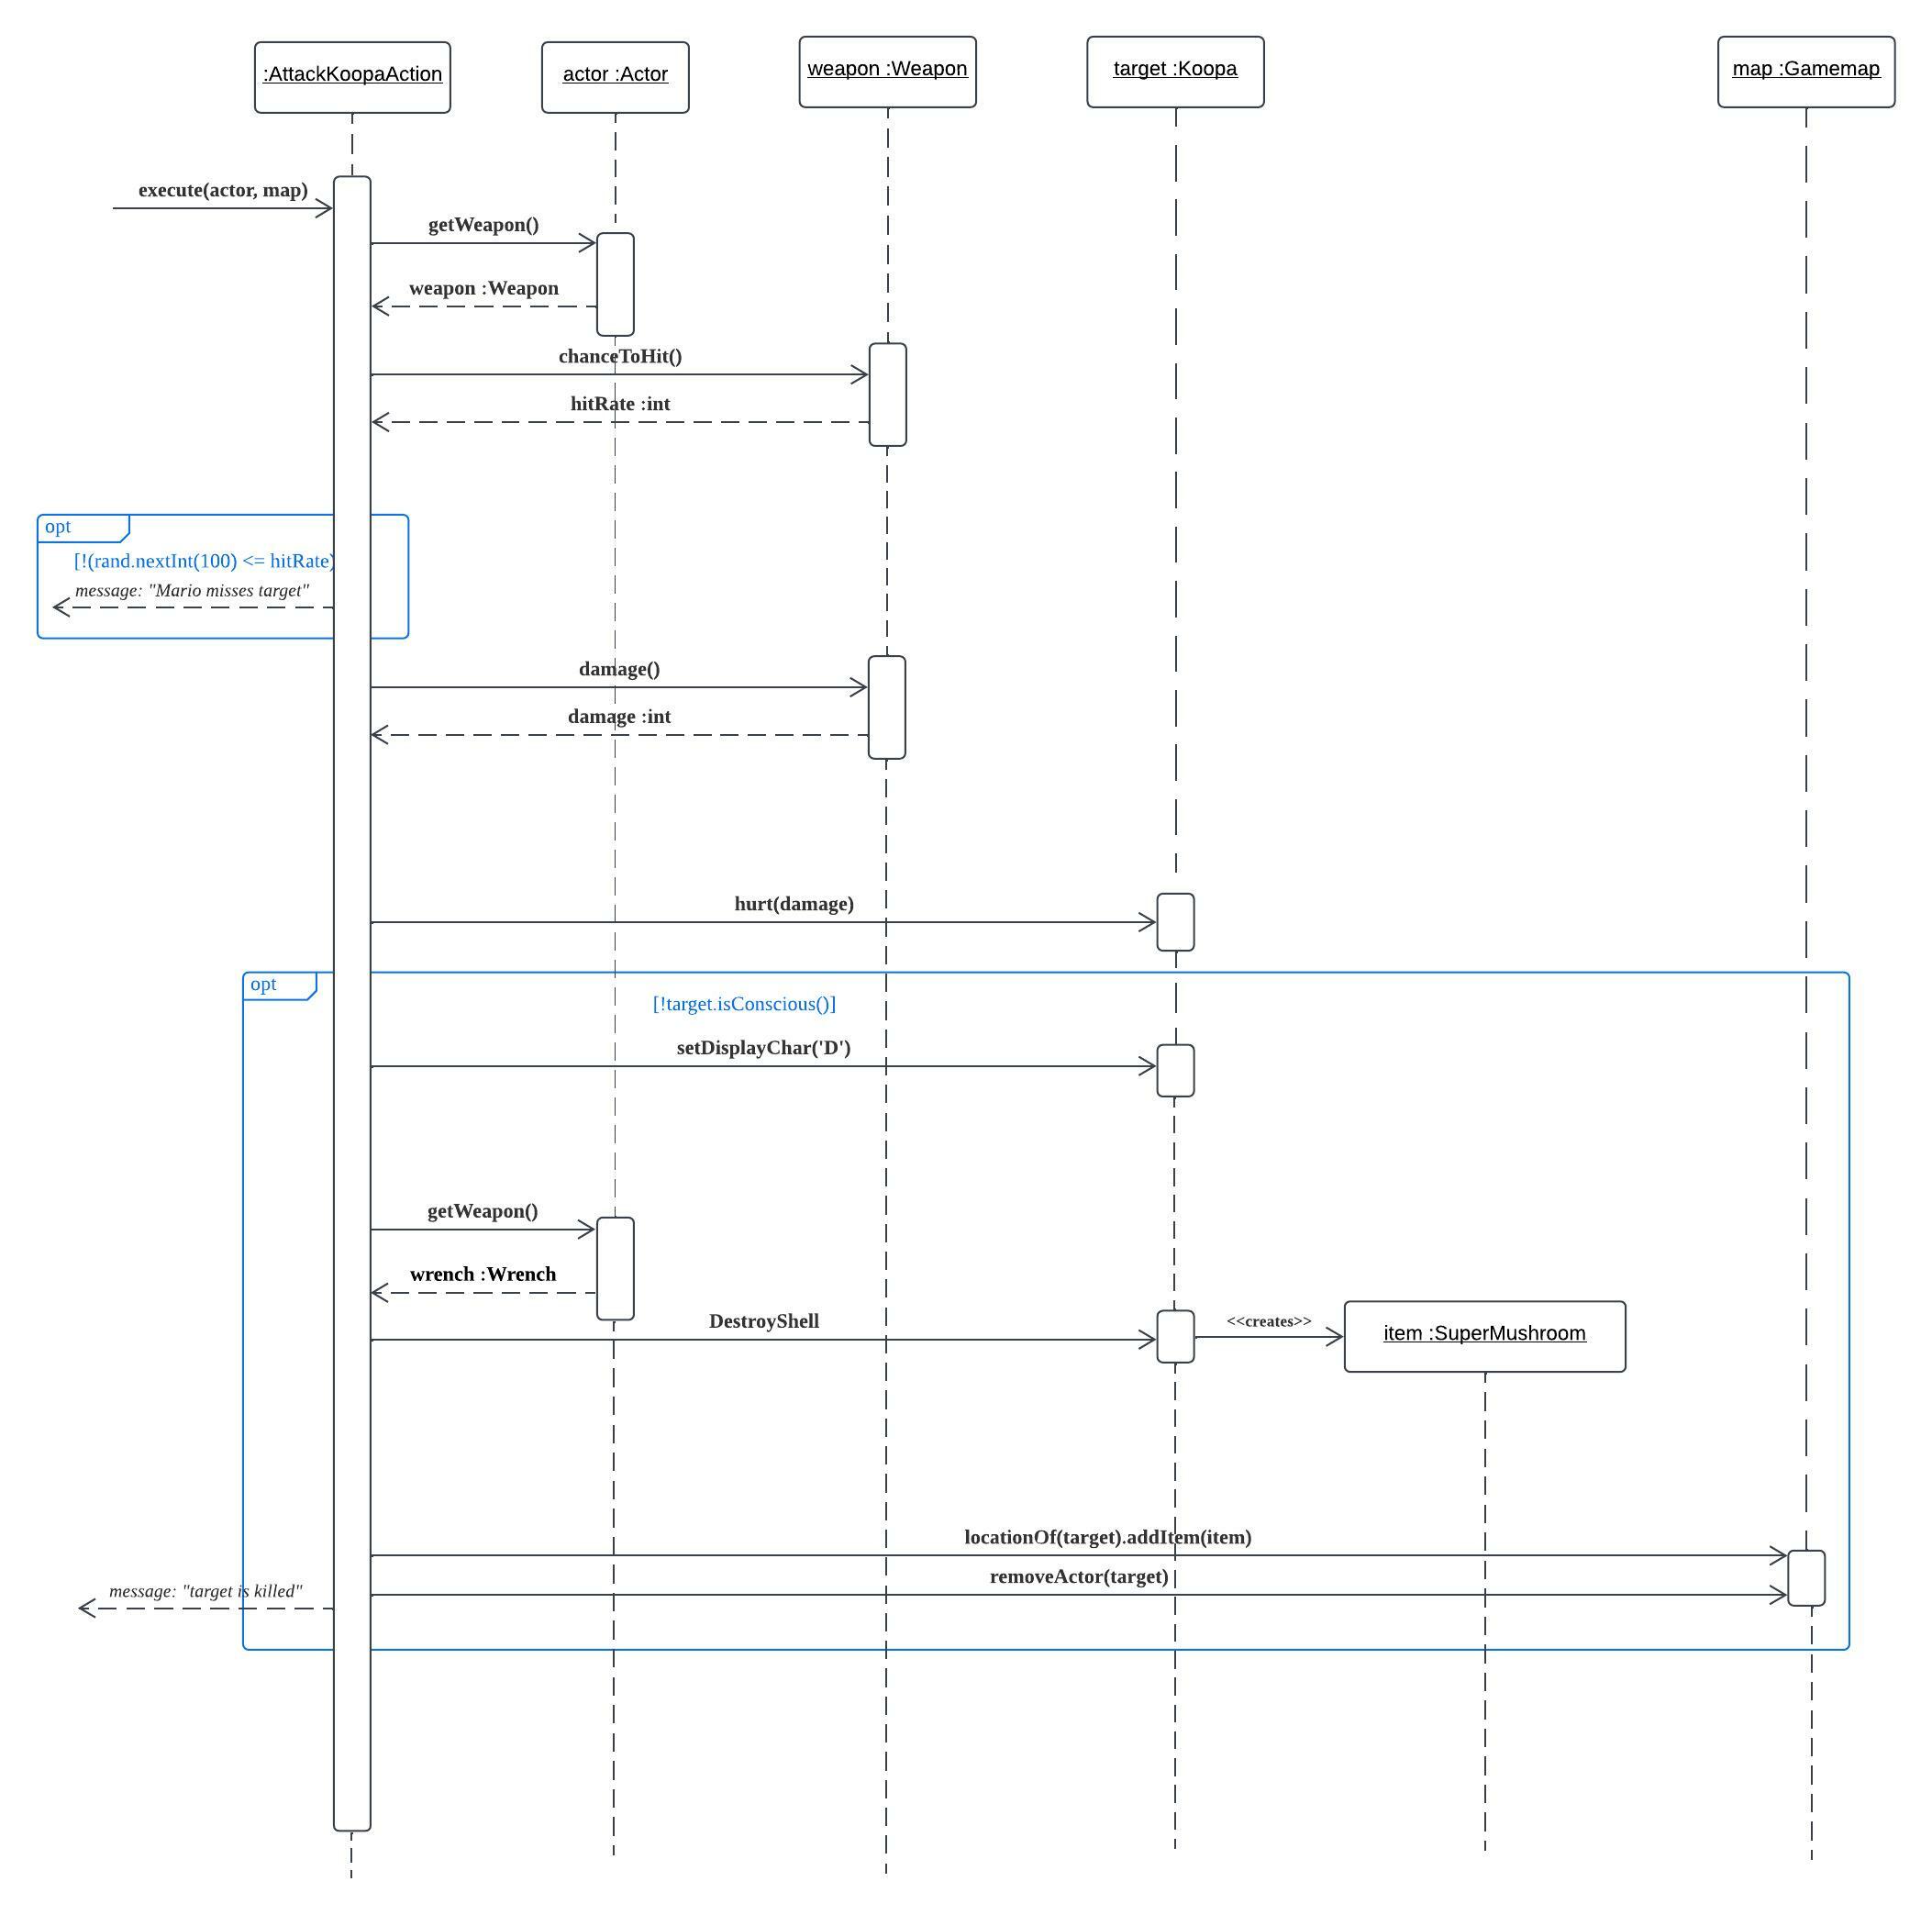 :AttackKoopaAction
actor :Actor
weapon :Weapon
target :Koopa
map :Gamemap
execute(actor, map)
getWeapon()
weapon :Weapon
chanceToHit()
hitRate :int
opt
[!(rand.nextInt(100) <= hitRate)
message: "Mario misses target"
damage()
damage :int
hurt(damage)
opt
[!target.isConscious()]
setDisplayChar('D')
getWeapon()
wrench :Wrench
DestroyShell
<<creates>>
item :SuperMushroom
locationOf(target).addItem(item)
removeActor(target)
message: "target is killed"